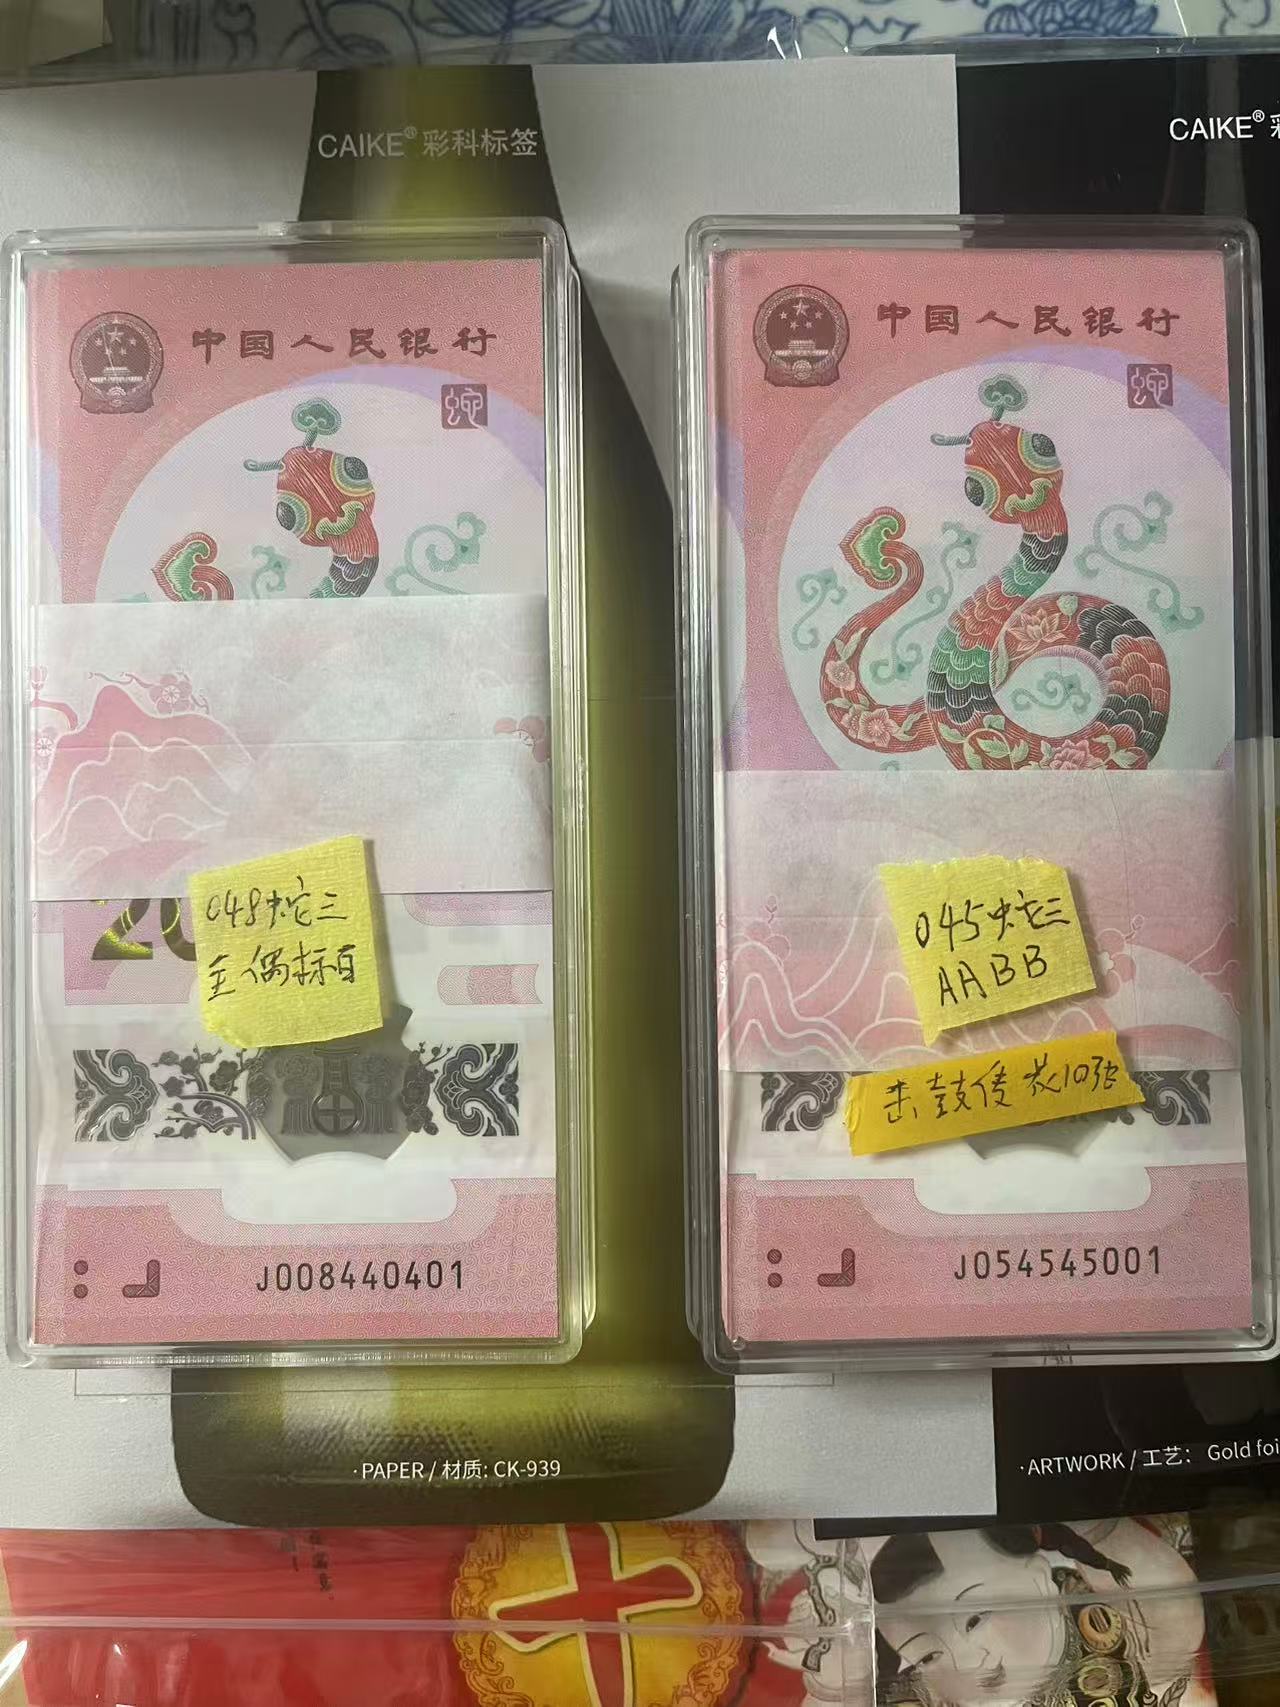 CAIKE® 彩科标签
CAIKE®
中国人民银行
蛇
20
048蛇三
全偶标百
J008440401
中国人民银行
蛇
045蛇三
AABB
击鼓传花10张
J054545001
·PAPER / 材质: CK-939
·ARTWORK / 工艺: Gold foi